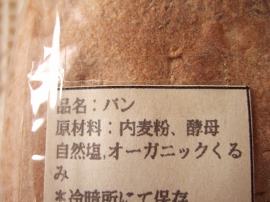 品名：パン
原材料：内麦粉、酵母
自然塩,オーガニックくる
み
*冷暗所にて保存